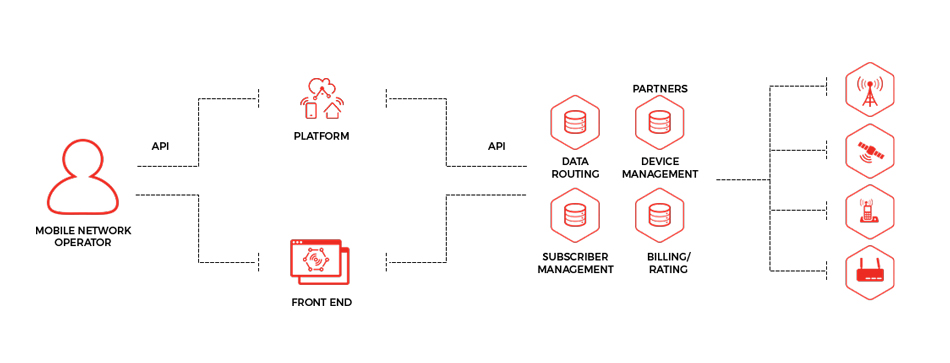 MOBILE NETWORK
OPERATOR
API
PLATFORM
FRONT END
API
PARTNERS
DATA
ROUTING
DEVICE
MANAGEMENT
SUBSCRIBER
MANAGEMENT
BILLING/
RATING